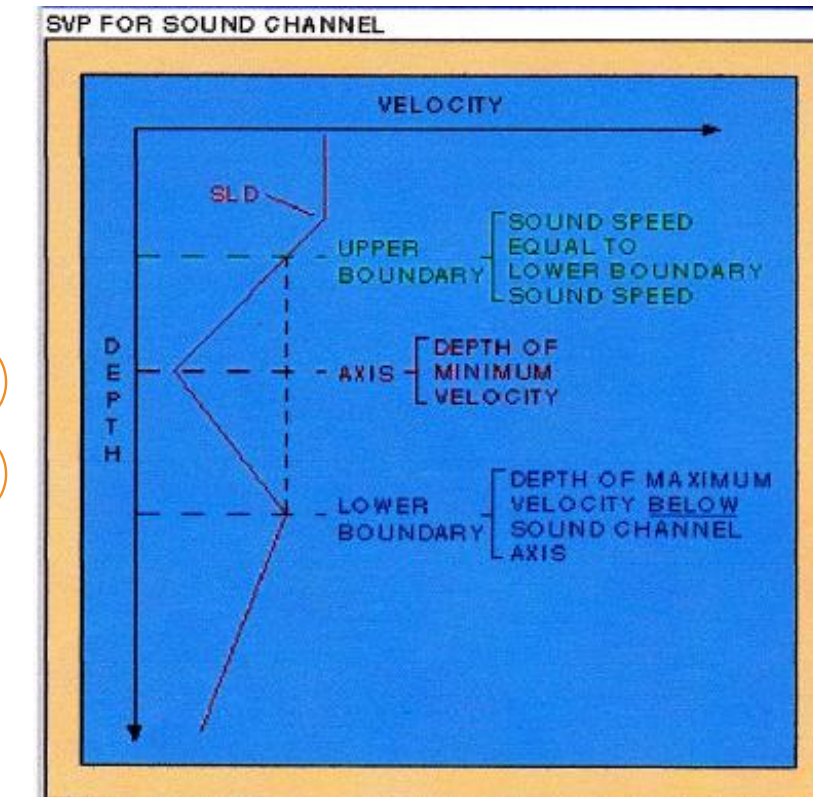 SVP FOR SOUND CHANNEL
VELOCITY
SLD
UPPER
BOUNDARY
SOUND SPEED
EQUAL TO
LOWER BOUNDARY
SOUND SPEED
DEPTH
AXIS
DEPTH OF
MINIMUM
VELOCITY
LOWER
BOUNDARY
DEPTH OF MAXIMUM
VELOCITY BELOW
SOUND CHANNEL
AXIS